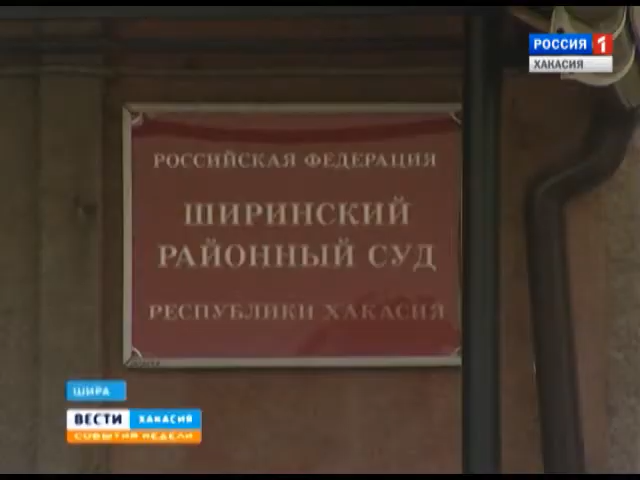 РОССИЯ 1
ХАКАСИЯ
РОССИЙСКАЯ ФЕДЕРАЦИЯ
ШИРИНСКИЙ
РАЙОННЫЙ СУД
РЕСПУБЛИКИ ХАКАСИЯ
ШИРА
ВЕСТИ ХАКАСИЯ
СОБЫТИЯ НЕДЕЛИ